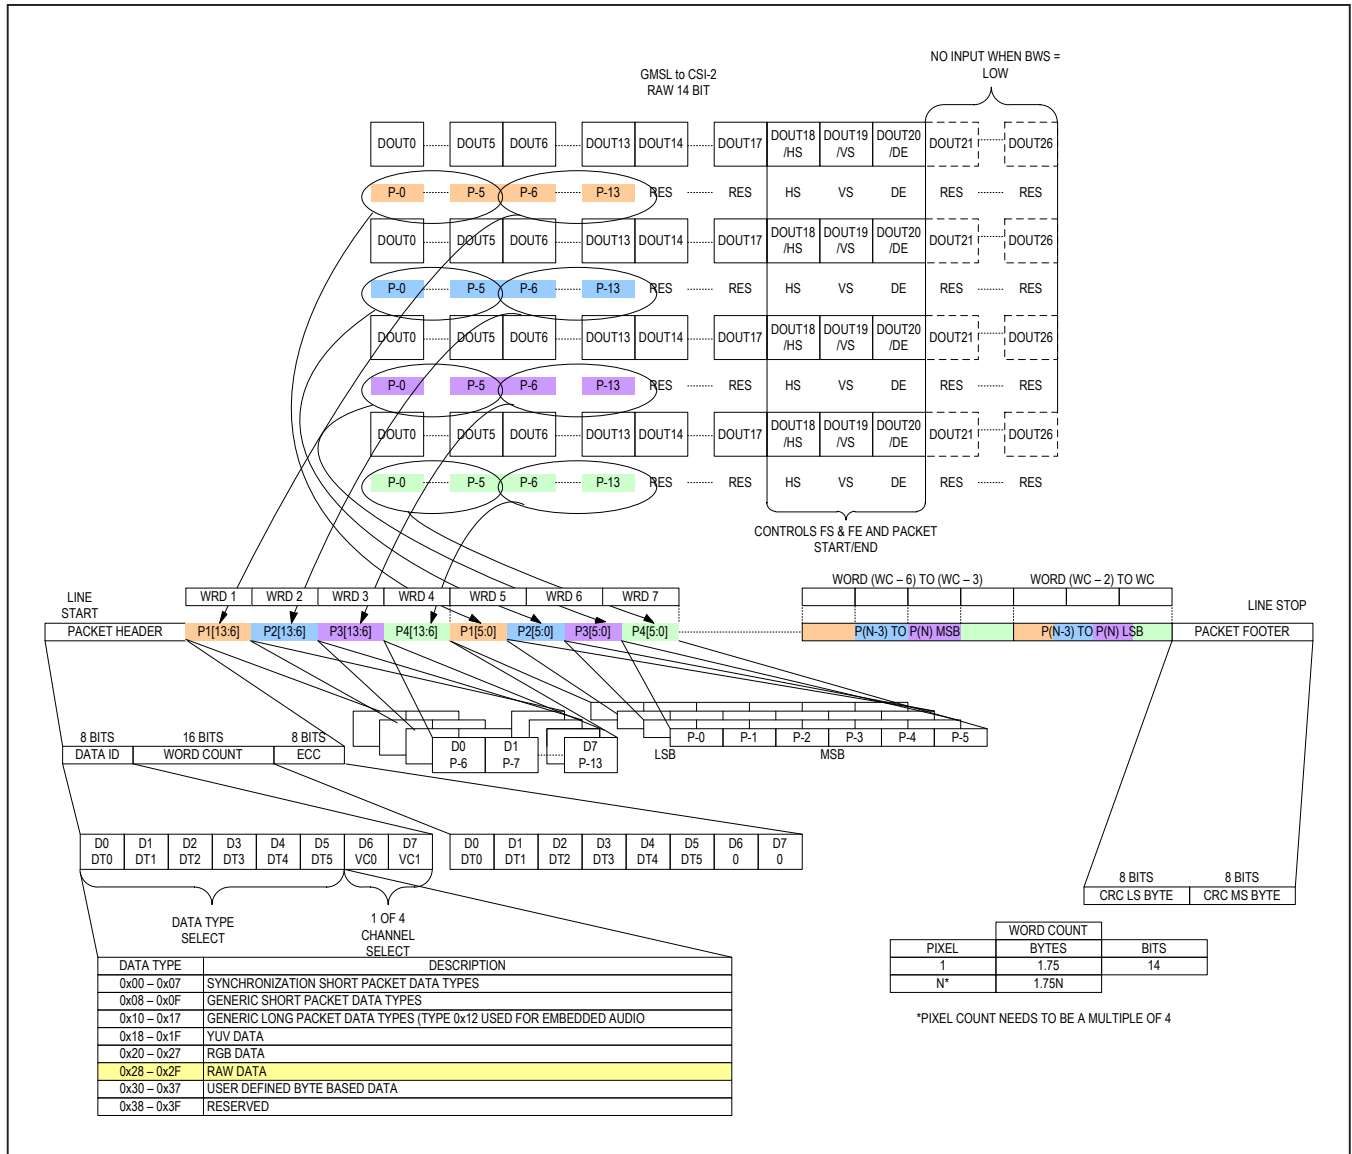 NO INPUT WHEN BWS =
LOW
GMSL to CSI-2
RAW 14 BIT
DOUT0 DOUT5 DOUT6 DOUT13 DOUT14 DOUT17 DOUT18 /HS DOUT19 /VS DOUT20 /DE DOUT21 DOUT26
P-0 P-5 P-6 P-13 RES RES HS VS DE RES RES
DOUT0 DOUT5 DOUT6 DOUT13 DOUT14 DOUT17 DOUT18 /HS DOUT19 /VS DOUT20 /DE DOUT21 DOUT26
P-0 P-5 P-6 P-13 RES RES HS VS DE RES RES
DOUT0 DOUT5 DOUT6 DOUT13 DOUT14 DOUT17 DOUT18 /HS DOUT19 /VS DOUT20 /DE DOUT21 DOUT26
P-0 P-5 P-6 P-13 RES RES HS VS DE RES RES
DOUT0 DOUT5 DOUT6 DOUT13 DOUT14 DOUT17 DOUT18 /HS DOUT19 /VS DOUT20 /DE DOUT21 DOUT26
P-0 P-5 P-6 P-13 RES RES HS VS DE RES RES
CONTROLS FS & FE AND PACKET
START/END
LINE
START
WRD 1 WRD 2 WRD 3 WRD 4 WRD 5 WRD 6 WRD 7
WORD (WC – 6) TO (WC – 3) WORD (WC – 2) TO WC
LINE STOP
PACKET HEADER P1[13:6] P2[13:6] P3[13:6] P4[13:6] P1[5:0] P2[5:0] P3[5:0] P4[5:0] P(N-3) TO P(N) MSB P(N-3) TO P(N) LSB PACKET FOOTER
8 BITS 16 BITS 8 BITS
DATA ID WORD COUNT ECC
D0 D1 D7
P-6 P-7 P-13
P-0 P-1 P-2 P-3 P-4 P-5
LSB MSB
D0 D1 D2 D3 D4 D5 D6 D7
DT0 DT1 DT2 DT3 DT4 DT5 VC0 VC1
D0 D1 D2 D3 D4 D5 D6 D7
DT0 DT1 DT2 DT3 DT4 DT5 0 0
DATA TYPE
SELECT
1 OF 4
CHANNEL
SELECT
8 BITS 8 BITS
CRC LS BYTE CRC MS BYTE
WORD COUNT
PIXEL BYTES BITS
1 1.75 14
N* 1.75N
*PIXEL COUNT NEEDS TO BE A MULTIPLE OF 4
DATA TYPE DESCRIPTION
0x00 – 0x07 SYNCHRONIZATION SHORT PACKET DATA TYPES
0x08 – 0x0F GENERIC SHORT PACKET DATA TYPES
0x10 – 0x17 GENERIC LONG PACKET DATA TYPES (TYPE 0x12 USED FOR EMBEDDED AUDIO
0x18 – 0x1F YUV DATA
0x20 – 0x27 RGB DATA
0x28 – 0x2F RAW DATA
0x30 – 0x37 USER DEFINED BYTE BASED DATA
0x38 – 0x3F RESERVED